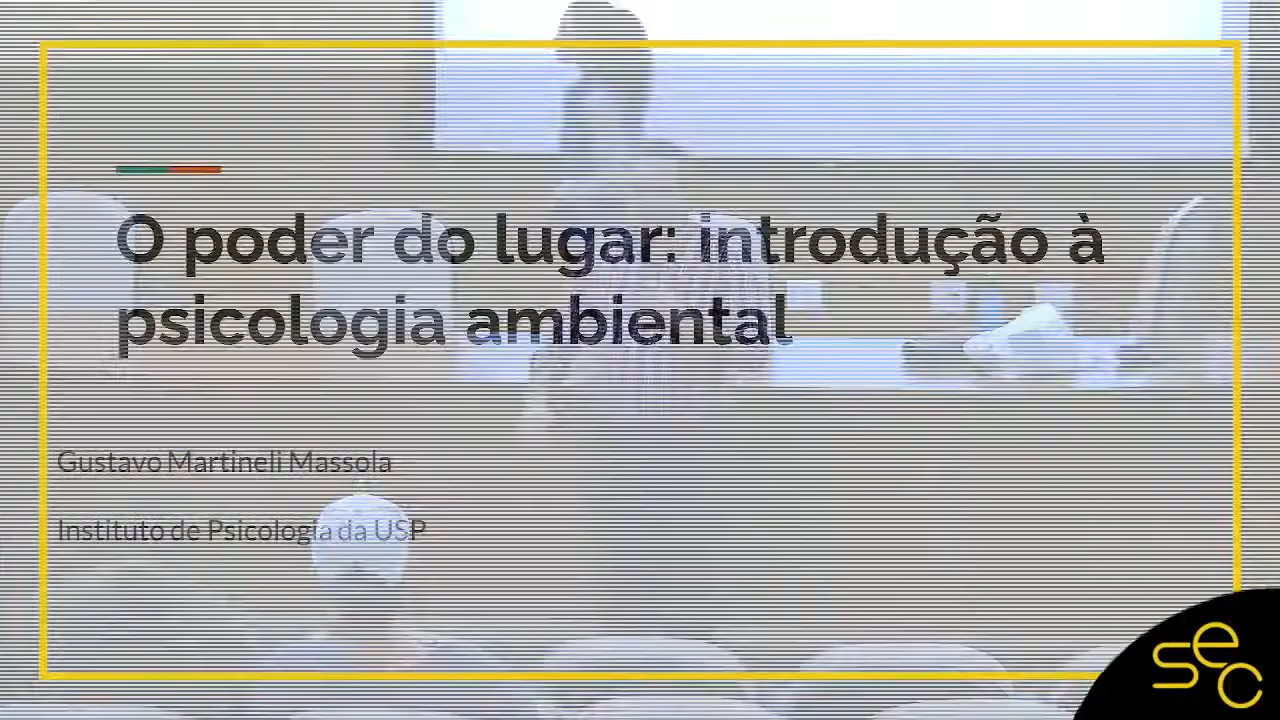 O poder do lugar: introdução à
psicologia ambiental
Gustavo Martineli Massola
Instituto de Psicologia da USP
sec